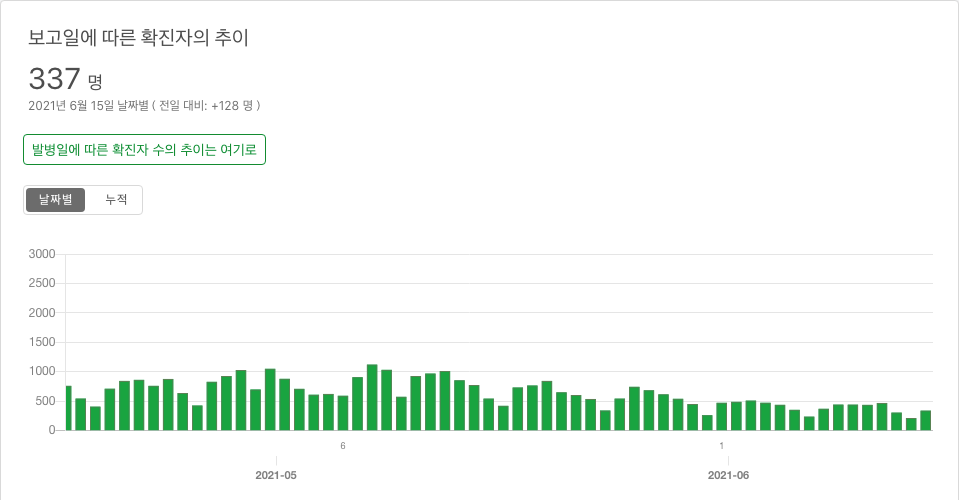 보고일에 따른 확진자의 추이
337 명
2021년 6월 15일 날짜별 ( 전일 대비: +128 명 )
발병일에 따른 확진자 수의 추이는 여기로
날짜별 누적
3000
2500
2000
1500
1000
500
0
6 1
2021-05 2021-06